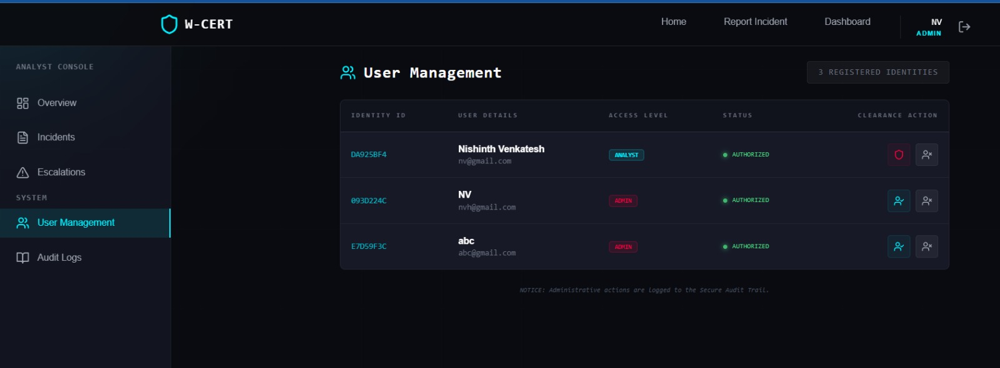 W-CERT
Home
Report Incident
Dashboard
NV
ADMIN
ANALYST CONSOLE
Overview
Incidents
Escalations
SYSTEM
User Management
Audit Logs
User Management
3 REGISTERED IDENTITIES
IDENTITY ID USER DETAILS ACCESS LEVEL STATUS CLEARANCE ACTION
DA925BF4
Nishinth Venkatesh
nv@gmail.com
ANALYST
AUTHORIZED
093D224C
NV
nvh@gmail.com
ADMIN
AUTHORIZED
E7D59F3C
abc
abc@gmail.com
ADMIN
AUTHORIZED
NOTICE: Administrative actions are logged to the Secure Audit Trail.